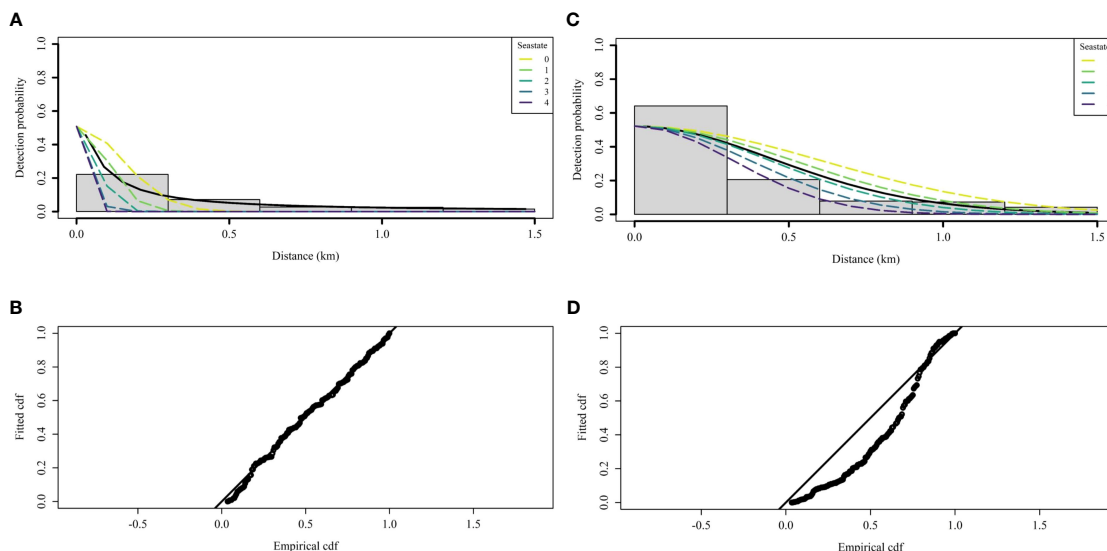 A
Detection probability
1.0
0.8
0.6
0.4
0.2
0.0
Seastate
0
1
2
3
4
0.0 0.5 1.0 1.5
Distance (km)
C
Detection probability
1.0
0.8
0.6
0.4
0.2
0.0
Seastate
0.0 0.5 1.0 1.5
Distance (km)
B
Fitted cdf
1.0
0.8
0.6
0.4
0.2
0.0
-0.5 0.0 0.5 1.0 1.5
Empirical cdf
D
Fitted cdf
1.0
0.8
0.6
0.4
0.2
0.0
-0.5 0.0 0.5 1.0 1.5
Empirical cdf